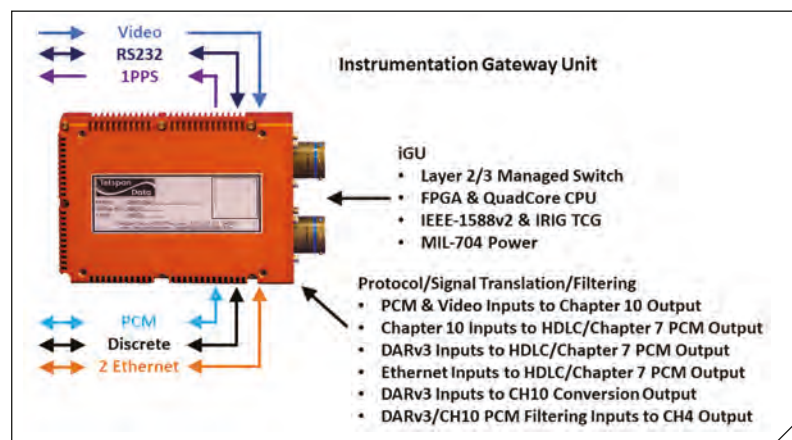 Video
RS232
1PPS
Instrumentation Gateway Unit
Telspan
Data
iGU
• Layer 2/3 Managed Switch
• FPGA & QuadCore CPU
• IEEE-1588v2 & IRIG TCG
• MIL-704 Power
Protocol/Signal Translation/Filtering
• PCM & Video Inputs to Chapter 10 Output
• Chapter 10 Inputs to HDLC/Chapter 7 PCM Output
• DARv3 Inputs to HDLC/Chapter 7 PCM Output
• Ethernet Inputs to HDLC/Chapter 7 PCM Output
• DARv3 Inputs to CH10 Conversion Output
• DARv3/CH10 PCM Filtering Inputs to CH4 Output
PCM
Discrete
2 Ethernet